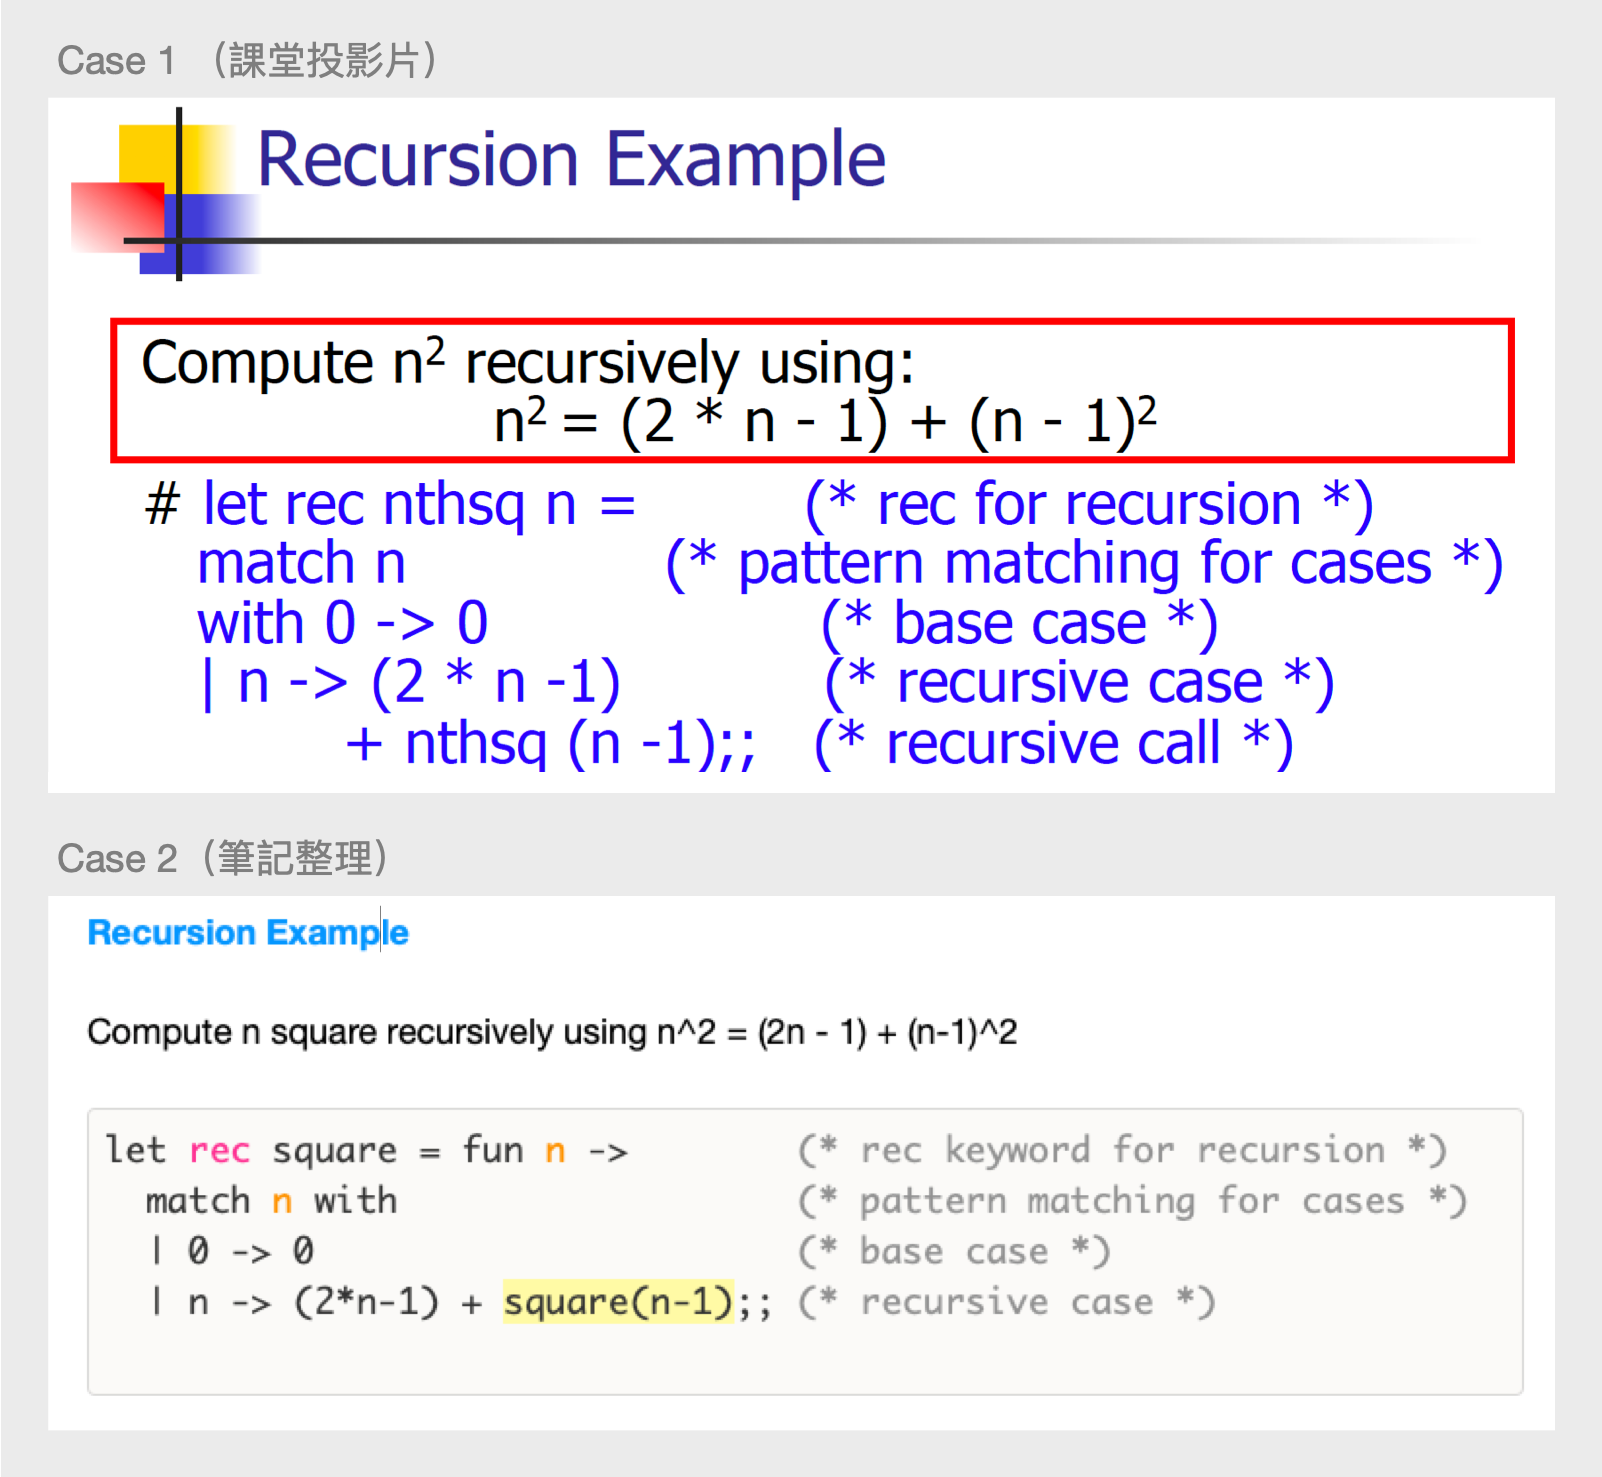 Case 1 （課堂投影片）
Recursion Example
Compute n² recursively using:
n² = (2 * n - 1) + (n - 1)²
# let rec nthsq n = (* rec for recursion *)
match n (* pattern matching for cases *)
with 0 -> 0 (* base case *)
| n -> (2 * n -1) (* recursive case *)
+ nthsq (n -1);; (* recursive call *)
Case 2（筆記整理）
Recursion Example
Compute n square recursively using n^2 = (2n - 1) + (n-1)^2
let rec square = fun n -> (* rec keyword for recursion *)
match n with (* pattern matching for cases *)
| 0 -> 0 (* base case *)
| n -> (2*n-1) + square(n-1);; (* recursive case *)